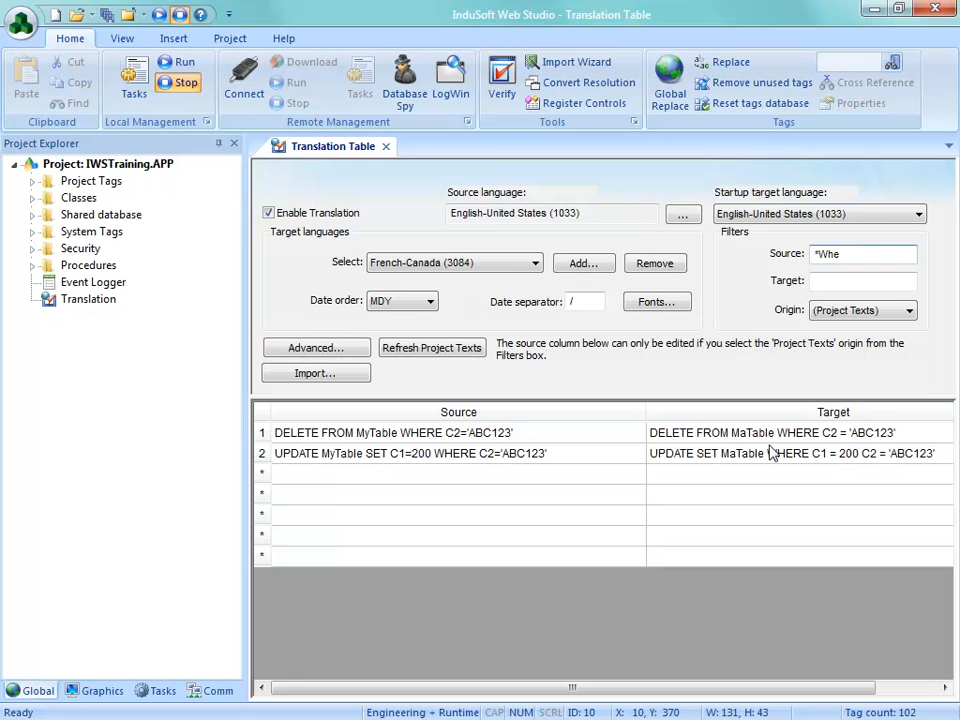 InduSoft Web Studio - Translation Table
Home View Insert Project Help
Paste Cut Copy Find
Clipboard
Tasks Run Stop
Local Management
Connect Download Run Stop Tasks Database Spy LogWin
Remote Management
Verify Import Wizard Convert Resolution Register Controls
Tools
Global Replace Replace Remove unused tags Reset tags database Cross Reference Properties
Tags
Project Explorer
Project: IWSTraining.APP
Project Tags
Classes
Shared database
System Tags
Security
Procedures
Event Logger
Translation
Global Graphics Tasks Comm
Translation Table
Source language: Startup target language:
Enable Translation English-United States (1033) ... English-United States (1033)
Target languages Filters
Select: French-Canada (3084) Add... Remove Source: *Whe
Target:
Date order: MDY Date separator: / Fonts... Origin: (Project Texts)
Advanced... Refresh Project Texts The source column below can only be edited if you select the 'Project Texts' origin from the
Filters box.
Import...
Source Target
1 DELETE FROM MyTable WHERE C2='ABC123' DELETE FROM MaTable WHERE C2 = 'ABC123'
2 UPDATE MyTable SET C1=200 WHERE C2='ABC123' UPDATE SET MaTable WHERE C1 = 200 C2 = 'ABC123'
*
*
*
*
*
Ready Engineering + Runtime CAP NUM SCRL ID: 10 X: 10, Y: 370 W: 131, H: 43 Tag count: 102